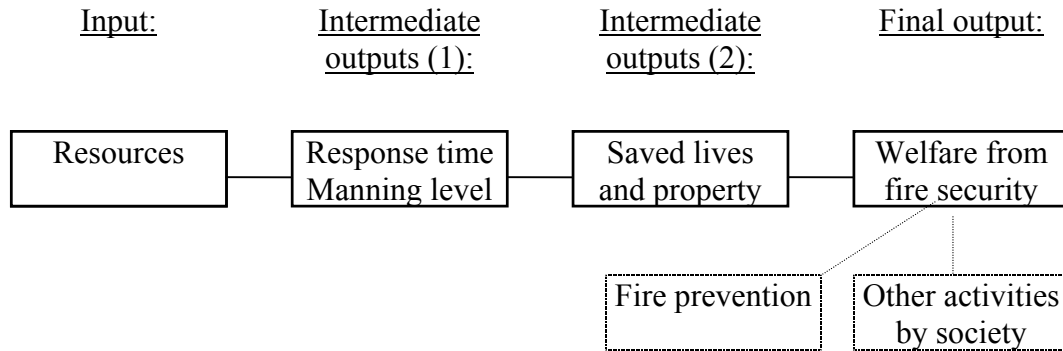 Input:
Intermediate
outputs (1):
Intermediate
outputs (2):
Final output:
Resources
Response time
Manning level
Saved lives
and property
Welfare from
fire security
Fire prevention
Other activities
by society